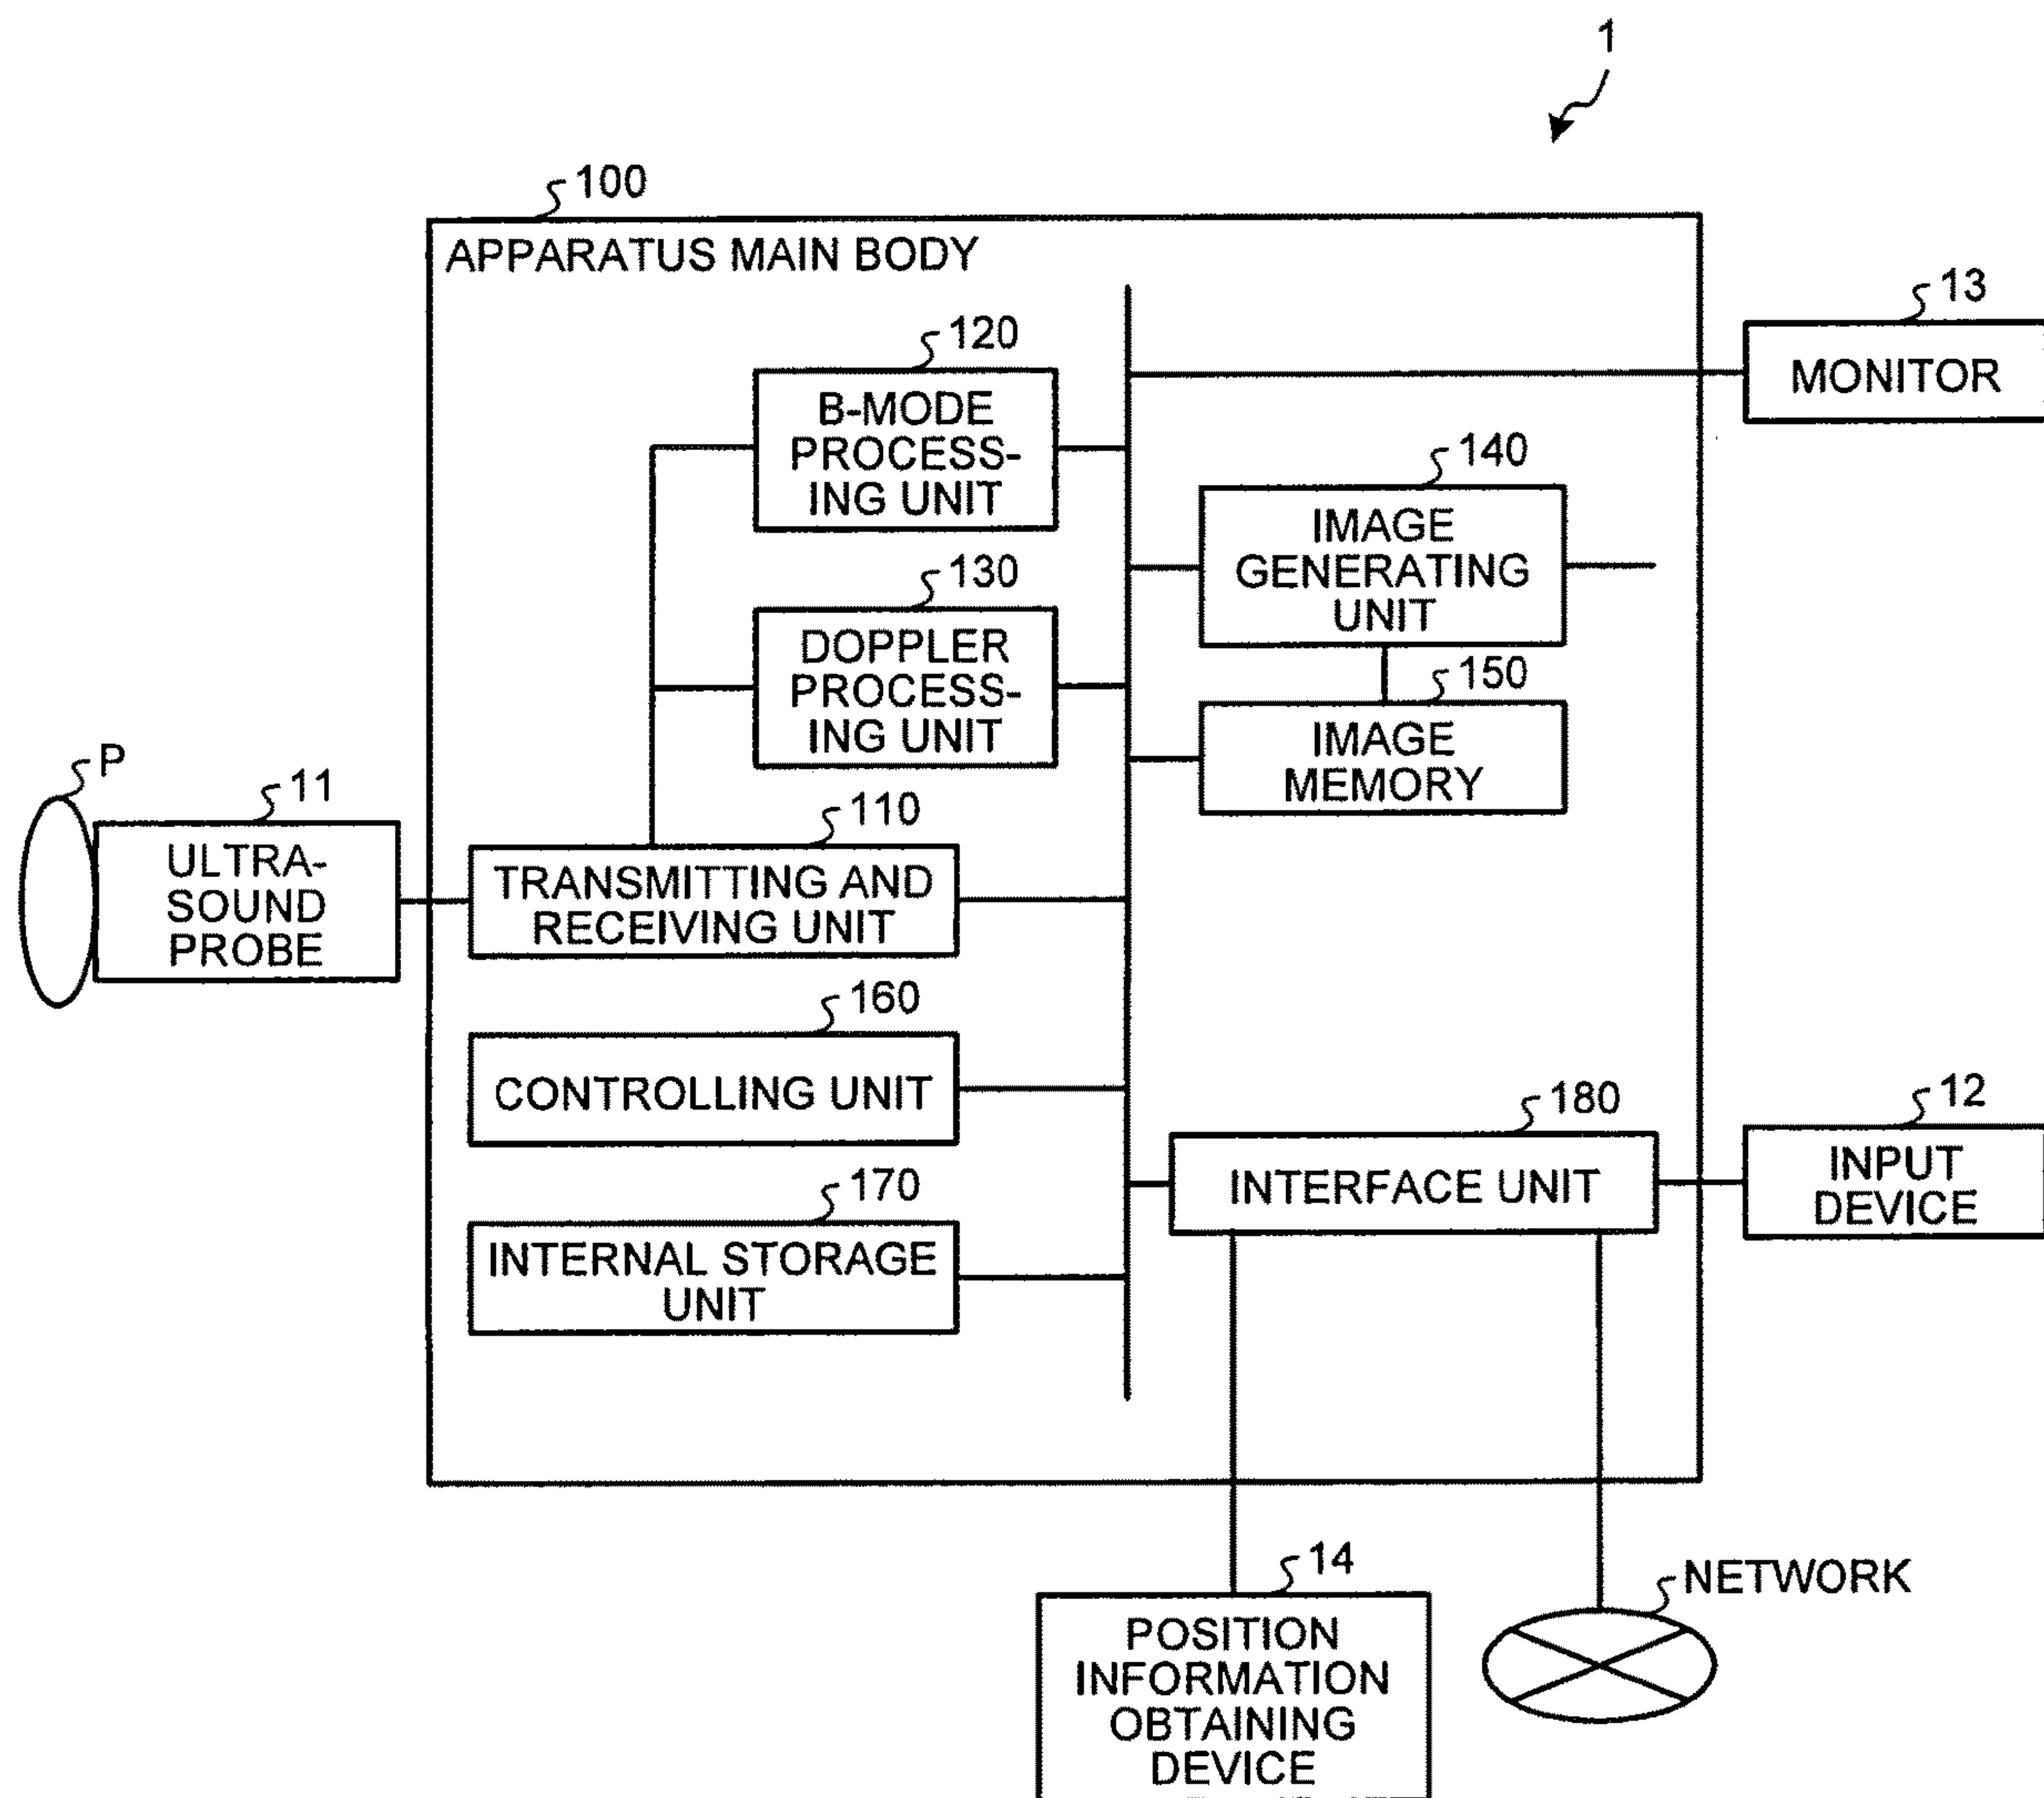 1
100
APPARATUS MAIN BODY
13
MONITOR
120
B-MODE
PROCESS-
ING UNIT
140
IMAGE
GENERATING
UNIT
130
DOPPLER
PROCESS-
ING UNIT
150
IMAGE
MEMORY
P
11
ULTRA-
SOUND
PROBE
110
TRANSMITTING AND
RECEIVING UNIT
160
CONTROLLING UNIT
180
INTERFACE UNIT
12
INPUT
DEVICE
170
INTERNAL STORAGE
UNIT
14
POSITION
INFORMATION
OBTAINING
DEVICE
NETWORK